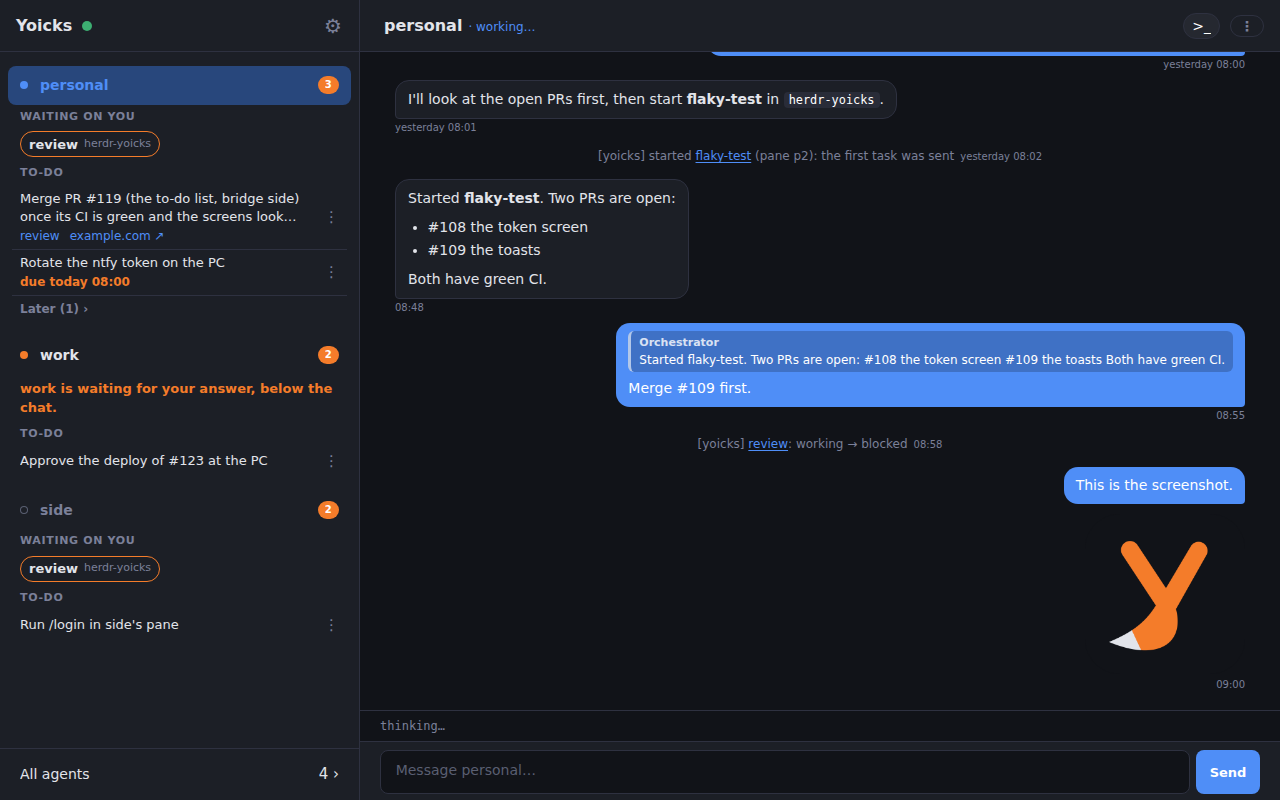 Yoicks
personal
3
WAITING ON YOU
review herdr-yoicks
TO-DO
Merge PR #119 (the to-do list, bridge side)
once its CI is green and the screens look…
review example.com ↗
Rotate the ntfy token on the PC
due today 08:00
Later (1) ›
work
2
work is waiting for your answer, below the
chat.
TO-DO
Approve the deploy of #123 at the PC
side
2
WAITING ON YOU
review herdr-yoicks
TO-DO
Run /login in side's pane
All agents
4 ›
personal · working…
>_
yesterday 08:00
I'll look at the open PRs first, then start flaky-test in herdr-yoicks.
yesterday 08:01
[yoicks] started flaky-test (pane p2): the first task was sent yesterday 08:02
Started flaky-test. Two PRs are open:
• #108 the token screen
• #109 the toasts
Both have green CI.
08:48
Orchestrator
Started flaky-test. Two PRs are open: #108 the token screen #109 the toasts Both have green CI.
Merge #109 first.
08:55
[yoicks] review: working → blocked 08:58
This is the screenshot.
09:00
thinking…
Message personal…
Send